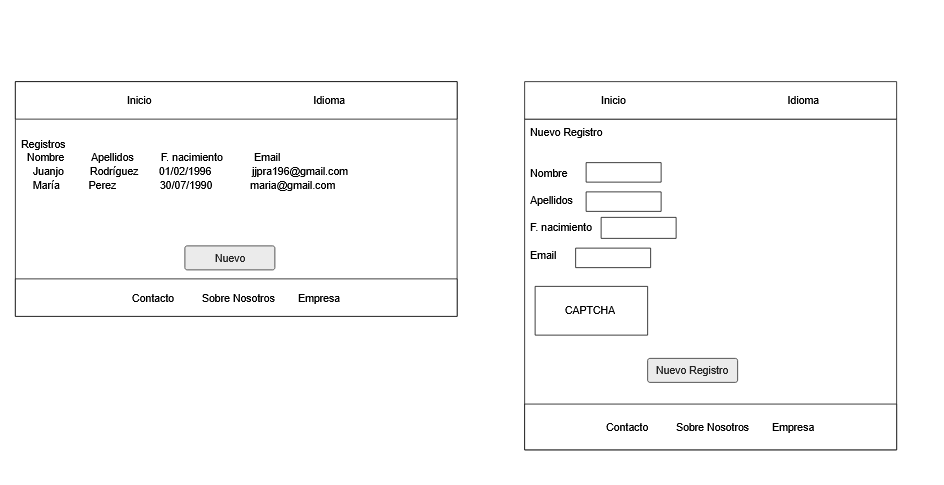 Inicio Idioma
Registros
Nombre Apellidos F. nacimiento Email
Juanjo Rodríguez 01/02/1996 jjpra196@gmail.com
María Perez 30/07/1990 maria@gmail.com
Nuevo
Contacto Sobre Nosotros Empresa
Inicio Idioma
Nuevo Registro
Nombre
Apellidos
F. nacimiento
Email
CAPTCHA
Nuevo Registro
Contacto Sobre Nosotros Empresa